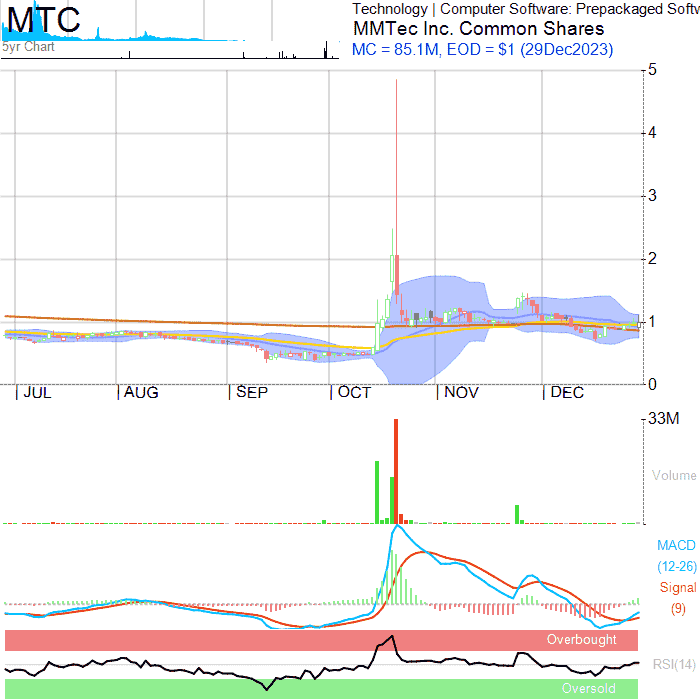 MTC
Technology | Computer Software: Prepackaged Softw
MMTec Inc. Common Shares
MC = 85.1M, EOD = $1 (29Dec2023)
5yr Chart
5
4
3
2
1
0
JUL AUG SEP OCT NOV DEC
33M
Volume
MACD
(12-26)
Signal
(9)
Overbought
RSI(14)
Oversold